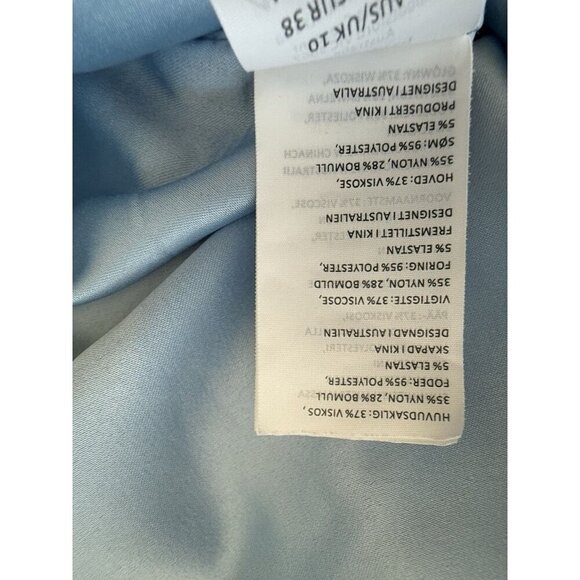 HUVUDSAKLIG: 37% VISKOS,
35% NYLON, 28% BOMULL
FODER: 95% POLYESTER,
5% ELASTAN
SKAPAD I KINA
DESIGNAD I AUSTRALIEN
VIGTIGSTE: 37% VISCOSE,
35% NYLON, 28% BOMULD
FORING: 95% POLYESTER,
5% ELASTAN
FREMSTILLET I KINA
DESIGNET I AUSTRALIEN
HOVED: 37% VISKOSE,
35% NYLON, 28% BOMULL
SØM: 95% POLYESTER,
5% ELASTAN
PRODUSERT I KINA
DESIGNET I AUSTRALIA
AUS/UK 10
EUR 38